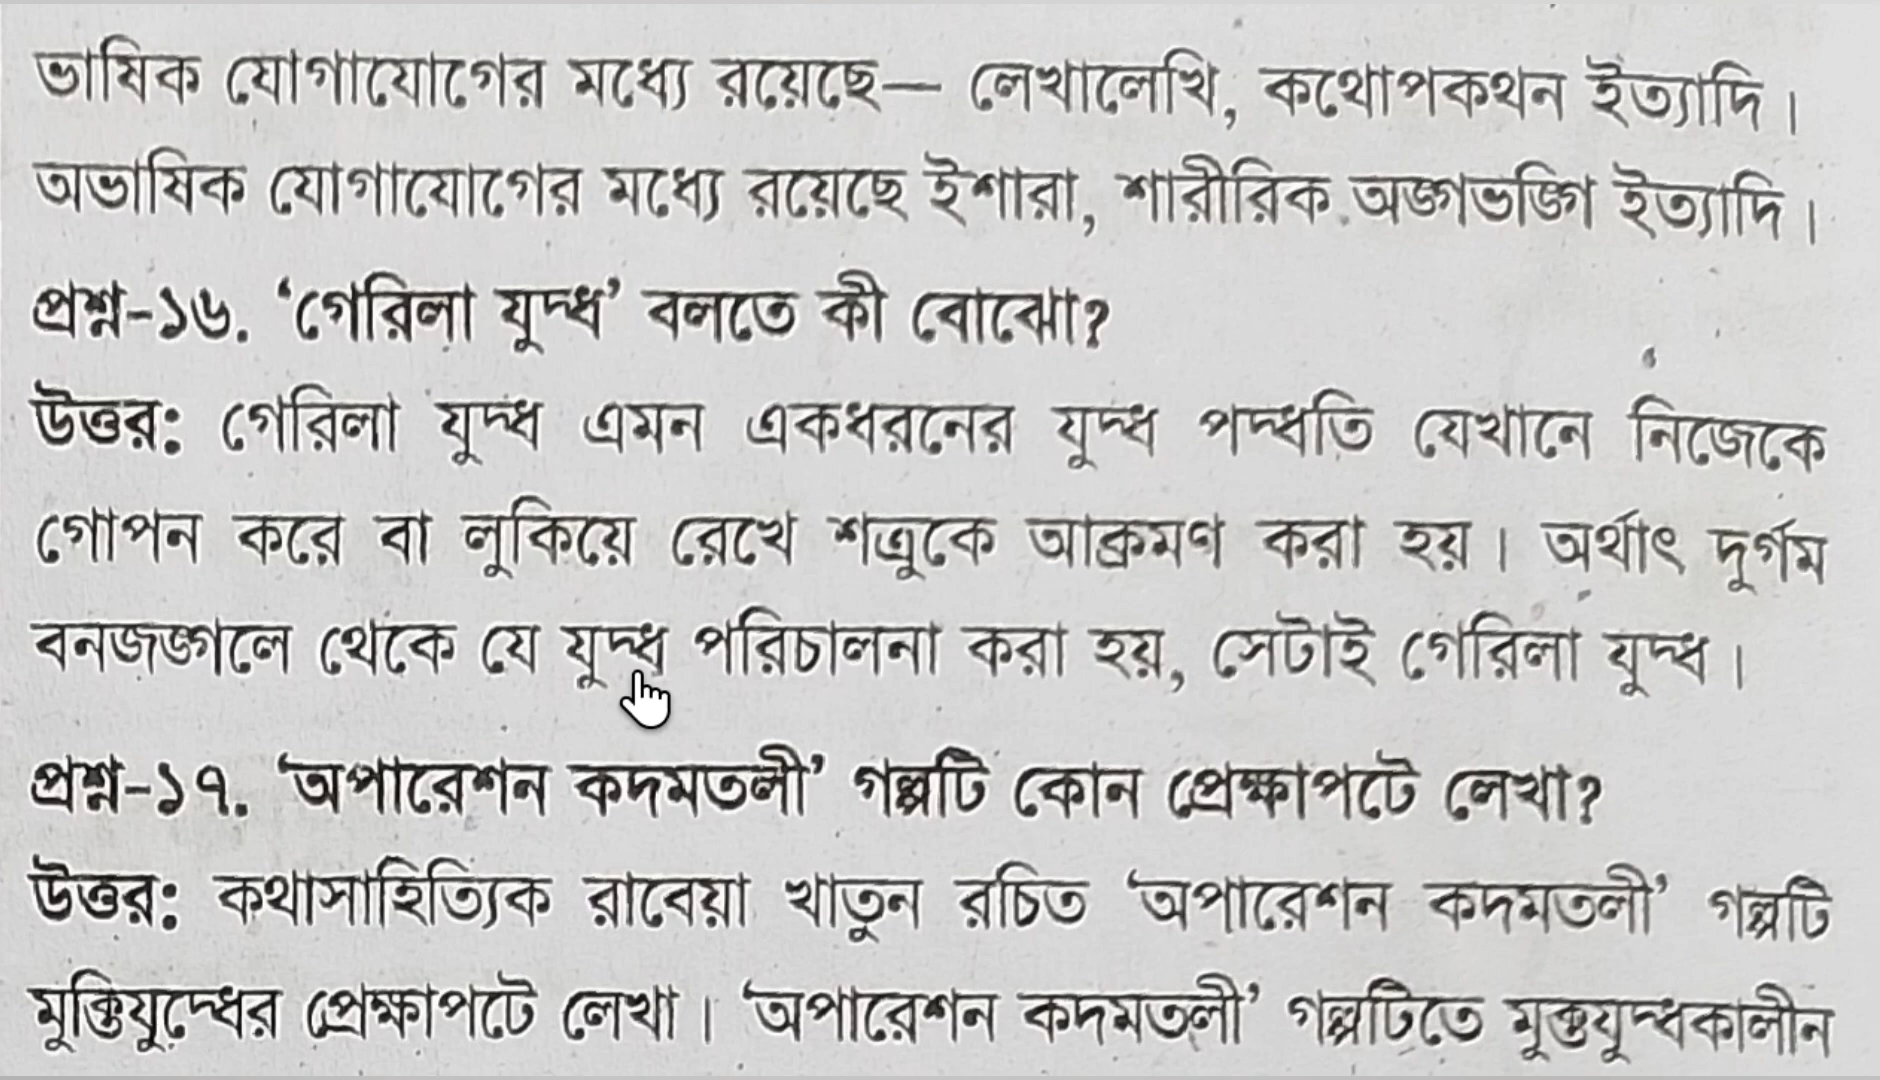 ভাষিক যোগাযোগের মধ্যে রয়েছে— লেখালেখি, কথোপকথন ইত্যাদি।
অভাষিক যোগাযোগের মধ্যে রয়েছে ইশারা, শারীরিক অঙ্গভঙ্গি ইত্যাদি।
প্রশ্ন-১৬. ‘গেরিলা যুদ্ধ’ বলতে কী বোঝো?
উত্তর: গেরিলা যুদ্ধ এমন একধরনের যুদ্ধ পদ্ধতি যেখানে নিজেকে
গোপন করে বা লুকিয়ে রেখে শত্রুকে আক্রমণ করা হয়। অর্থাৎ দুর্গম
বনজঙ্গলে থেকে যে যুদ্ধ পরিচালনা করা হয়, সেটাই গেরিলা যুদ্ধ।
প্রশ্ন-১৭. ‘অপারেশন কদমতলী’ গল্পটি কোন প্রেক্ষাপটে লেখা?
উত্তর: কথাসাহিত্যিক রাবেয়া খাতুন রচিত ‘অপারেশন কদমতলী’ গল্পটি
মুক্তিযুদ্ধের প্রেক্ষাপটে লেখা। ‘অপারেশন কদমতলী’ গল্পটিতে মুক্তযুদ্ধকালীন